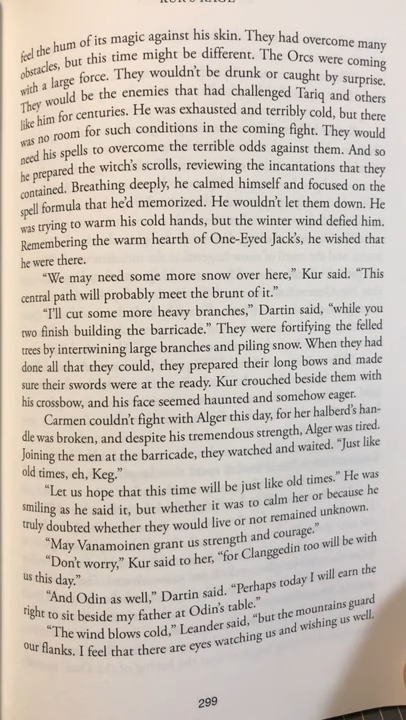 KUR'S RAGE
feel the hum of its magic against his skin. They had overcome many
obstacles, but this time might be different. The Orcs were coming
with a large force. They wouldn't be drunk or caught by surprise.
They would be the enemies that had challenged Tariq and others
like him for centuries. He was exhausted and terribly cold, but there
was no room for such conditions in the coming fight. They would
need his spells to overcome the terrible odds against them. And so
he prepared the witch's scrolls, reviewing the incantations that they
contained. Breathing deeply, he calmed himself and focused on the
spell formula that he'd memorized. He wouldn't let them down. He
was trying to warm his cold hands, but the winter wind defied him.
Remembering the warm hearth of One-Eyed Jack's, he wished that
he were there.
"We may need some more snow over here," Kur said. "This
central path will probably meet the brunt of it."
"I'll cut some more heavy branches," Dartin said, "while you
two finish building the barricade." They were fortifying the felled
trees by intertwining large branches and piling snow. When they had
done all that they could, they prepared their long bows and made
sure their swords were at the ready. Kur crouched beside them with
his crossbow, and his face seemed haunted and somehow eager.
Carmen couldn't fight with Alger this day, for her halberd's han-
dle was broken, and despite his tremendous strength, Alger was tired.
Joining the men at the barricade, they watched and waited. "Just like
old times, eh, Keg."
"Let us hope that this time will be just like old times." He was
smiling as he said it, but whether it was to calm her or because he
truly doubted whether they would live or not remained unknown.
"May Vanamoinen grant us strength and courage."
"Don't worry," Kur said to her, "for Clanggedin too will be with
us this day."
"And Odin as well," Dartin said. "Perhaps today I will earn the
right to sit beside my father at Odin's table."
"The wind blows cold," Leander said, "but the mountains guard
our flanks. I feel that there are eyes watching us and wishing us well.
299